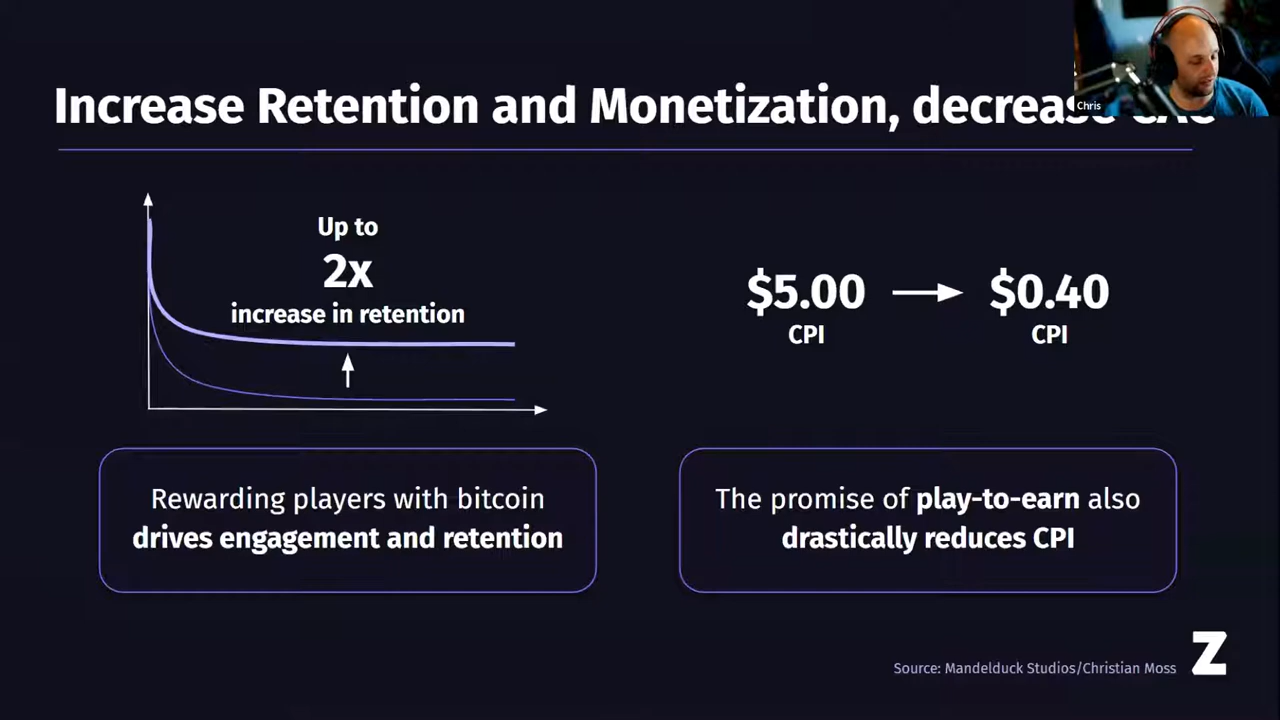 Increase Retention and Monetization, decrease
Chris
Up to
2x
increase in retention
$5.00
CPI
$0.40
CPI
Rewarding players with bitcoin
drives engagement and retention
The promise of play-to-earn also
drastically reduces CPI
Source: Mandelduck Studios/Christian Moss
Z